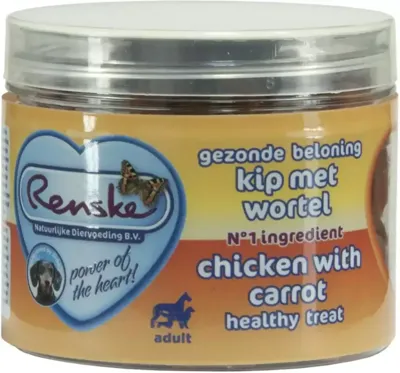 Renske
Natuurlijke Diervoeding B.V.
power of
the heart!
gezonde beloning
kip met
wortel
N°1 ingredient
chicken with
carrot
healthy treat
adult